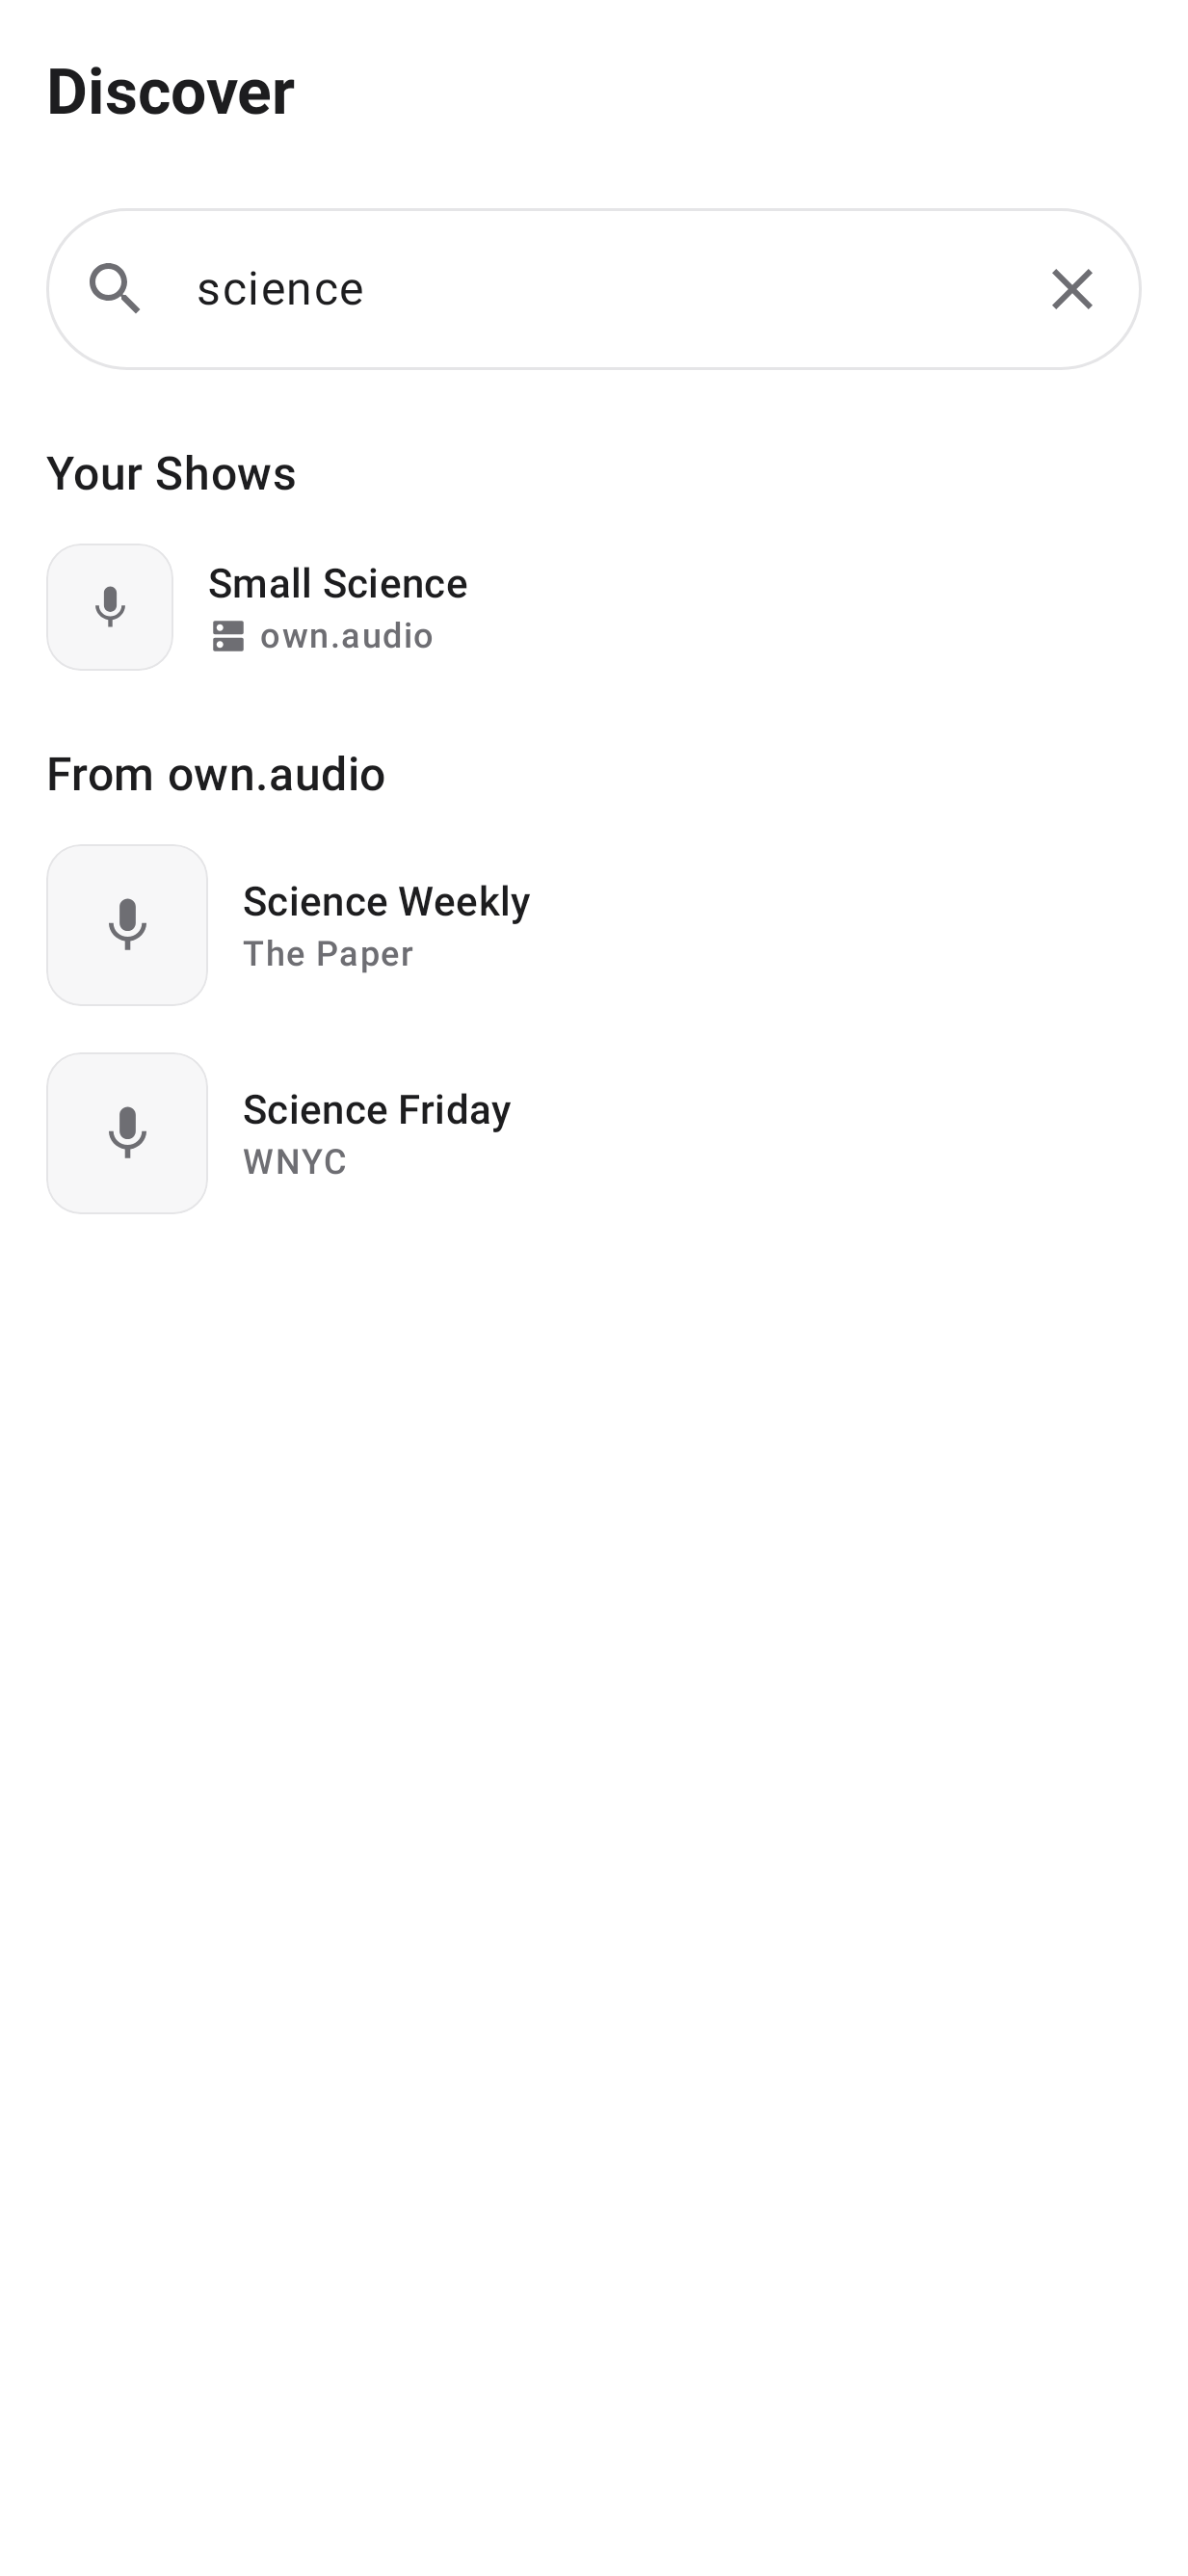 Discover
science
Your Shows
Small Science
own.audio
From own.audio
Science Weekly
The Paper
Science Friday
WNYC